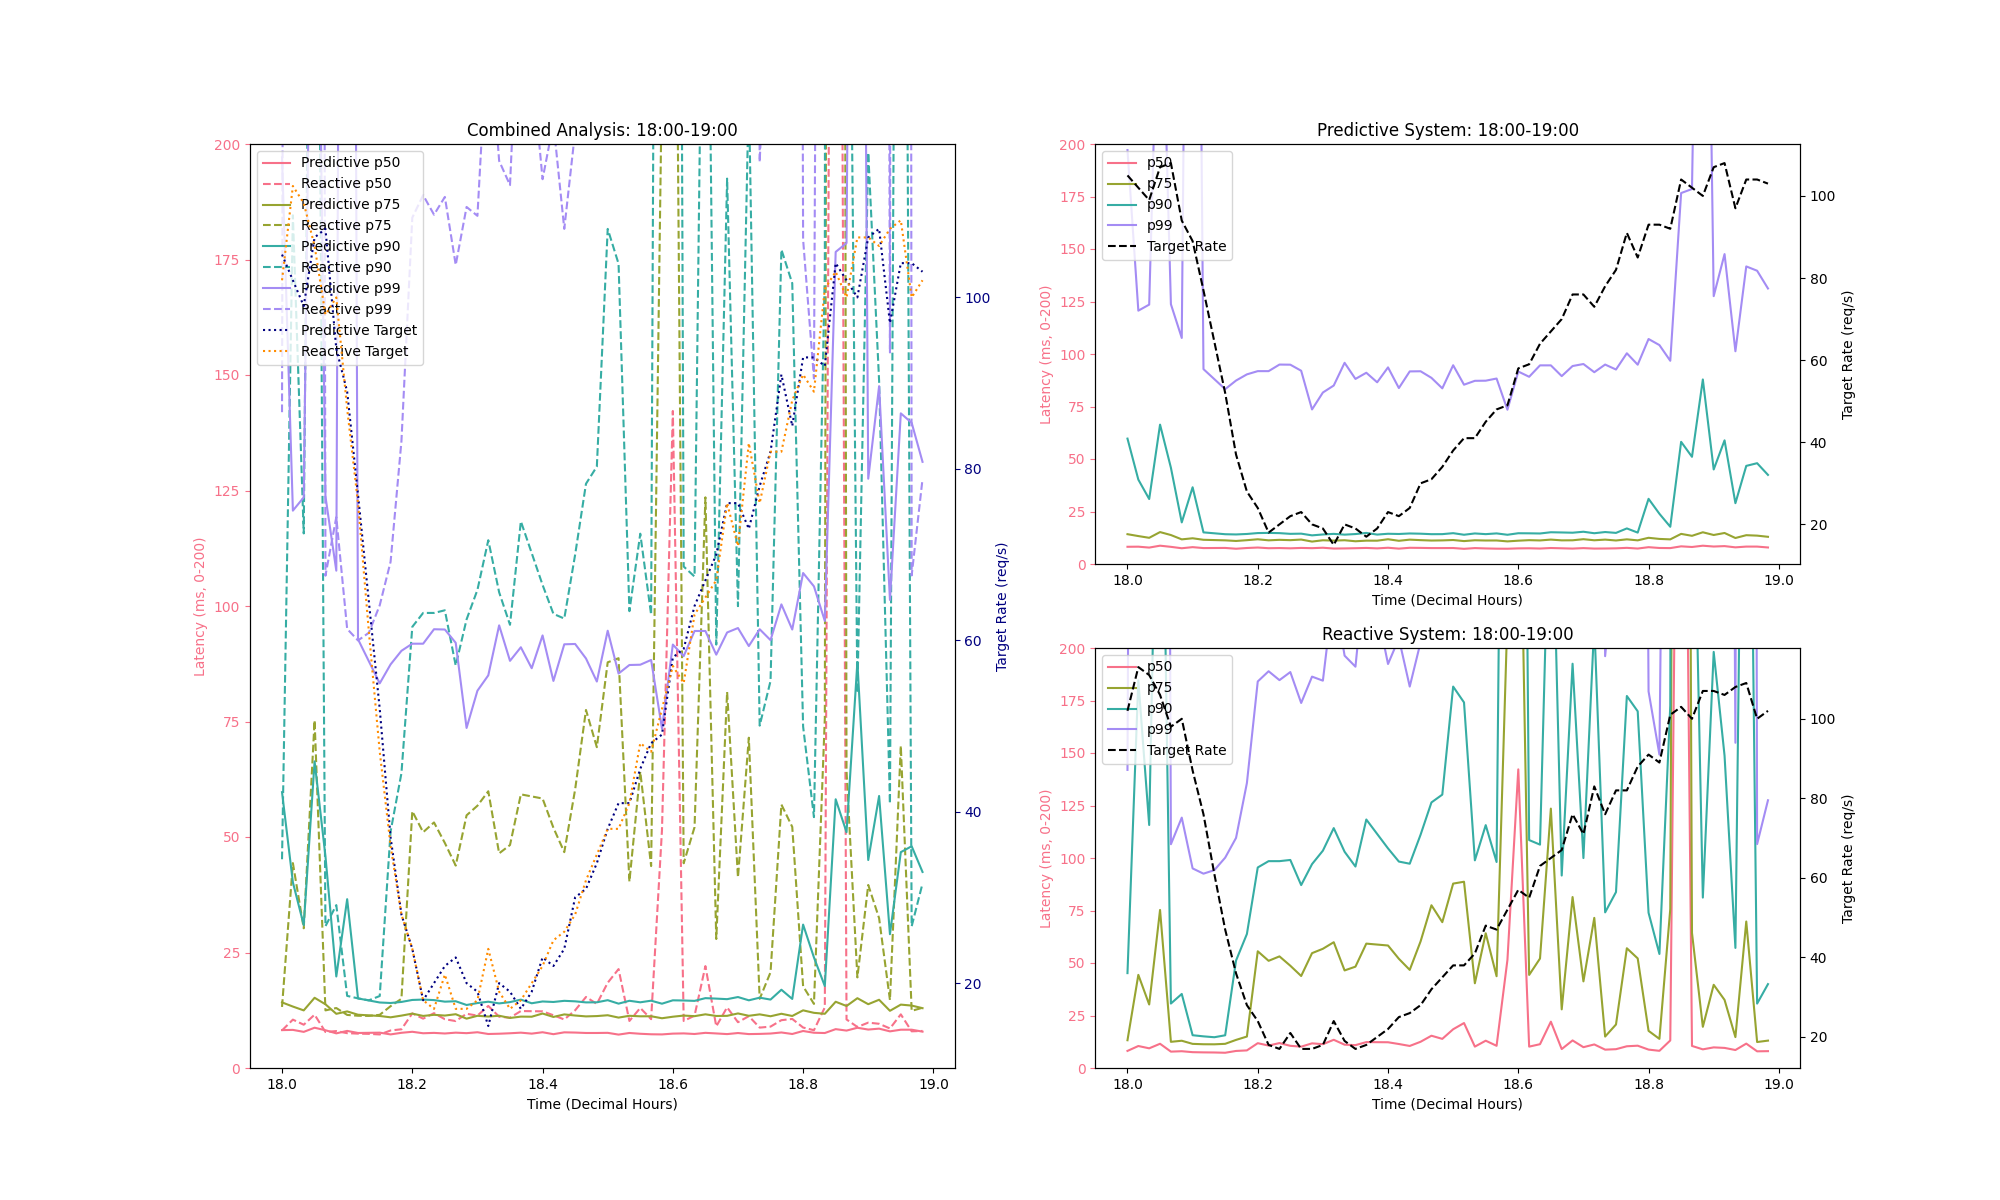 Combined Analysis: 18:00-19:00
Latency (ms, 0-200)
200
175
150
125
100
75
50
25
0
Predictive p50
Reactive p50
Predictive p75
Reactive p75
Predictive p90
Reactive p90
Predictive p99
Reactive p99
Predictive Target
Reactive Target
100
80
60
40
20
Target Rate (req/s)
18.0 18.2 18.4 18.6 18.8 19.0
Time (Decimal Hours)
Predictive System: 18:00-19:00
Latency (ms, 0-200)
200
175
150
125
100
75
50
25
0
p50
p75
p90
p99
Target Rate
100
80
60
40
20
Target Rate (req/s)
18.0 18.2 18.4 18.6 18.8 19.0
Time (Decimal Hours)
Reactive System: 18:00-19:00
Latency (ms, 0-200)
200
175
150
125
100
75
50
25
0
p50
p75
p90
p99
Target Rate
100
80
60
40
20
Target Rate (req/s)
18.0 18.2 18.4 18.6 18.8 19.0
Time (Decimal Hours)